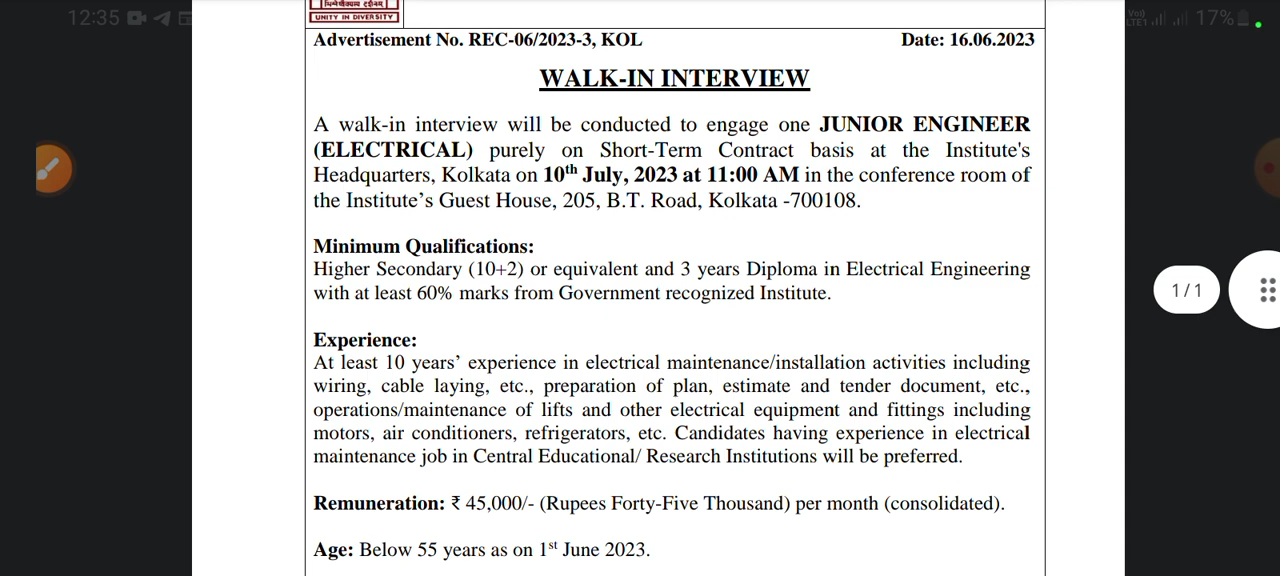 12:35
17%
UNITY IN DIVERSITY
Advertisement No. REC-06/2023-3, KOL Date: 16.06.2023
WALK-IN INTERVIEW
A walk-in interview will be conducted to engage one JUNIOR ENGINEER
(ELECTRICAL) purely on Short-Term Contract basis at the Institute's
Headquarters, Kolkata on 10th July, 2023 at 11:00 AM in the conference room of
the Institute’s Guest House, 205, B.T. Road, Kolkata -700108.
Minimum Qualifications:
Higher Secondary (10+2) or equivalent and 3 years Diploma in Electrical Engineering
with at least 60% marks from Government recognized Institute.
1 / 1
Experience:
At least 10 years’ experience in electrical maintenance/installation activities including
wiring, cable laying, etc., preparation of plan, estimate and tender document, etc.,
operations/maintenance of lifts and other electrical equipment and fittings including
motors, air conditioners, refrigerators, etc. Candidates having experience in electrical
maintenance job in Central Educational/ Research Institutions will be preferred.
Remuneration: ₹ 45,000/- (Rupees Forty-Five Thousand) per month (consolidated).
Age: Below 55 years as on 1st June 2023.